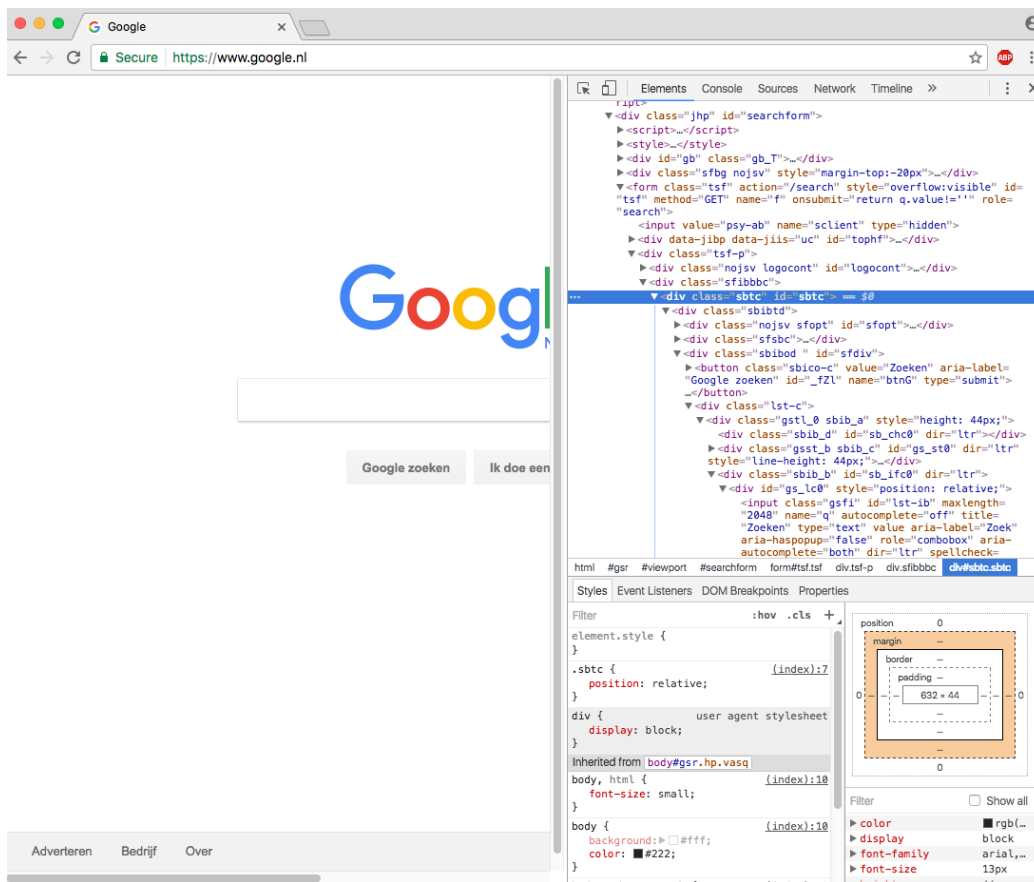 Google
Secure
https://www.google.nl
ABP
Elements Console Sources Network Timeline »
ript>
▼<div class="jhp" id="searchform">
▶<script>…</script>
▶<style>…</style>
▶<div id="gb" class="gb_T">…</div>
▶<div class="sfbg nojsv" style="margin-top:-20px">…</div>
▼<form class="tsf" action="/search" style="overflow:visible" id=
"tsf" method="GET" name="f" onsubmit="return q.value!=''" role=
"search">
<input value="psy-ab" name="sclient" type="hidden">
▶<div data-jibp data-jiis="uc" id="tophf">…</div>
▼<div class="tsf-p">
▶<div class="nojsv logocont" id="logocont">…</div>
▼<div class="sfibbbc">
… ▼<div class="sbtc" id="sbtc"> == $0
▼<div class="sbibtd">
▶<div class="nojsv sfopt" id="sfopt">…</div>
▶<div class="sfsbc">…</div>
▼<div class="sbibod " id="sfdiv">
▶<button class="sbico-c" value="Zoeken" aria-label=
"Google zoeken" id="_fZl" name="btnG" type="submit">
…</button>
▼<div class="lst-c">
▼<div class="gstl_0 sbib_a" style="height: 44px;">
<div class="sbib_d" id="sb_chc0" dir="ltr"></div>
▶<div class="gsst_b sbib_c" id="gs_st0" dir="ltr"
style="line-height: 44px;">…</div>
▼<div class="sbib_b" id="sb_ifc0" dir="ltr">
▼<div id="gs_lc0" style="position: relative;">
<input class="gsfi" id="lst-ib" maxlength=
"2048" name="q" autocomplete="off" title=
"Zoeken" type="text" value aria-label="Zoek"
aria-haspopup="false" role="combobox" aria-
autocomplete="both" dir="ltr" spellcheck=
html #gsr #viewport #searchform form#tsf.tsf div.tsf-p div.sfibbbc div#sbtc.sbtc
Googl
N
Google zoeken
Ik doe een
Adverteren Bedrijf Over
Styles Event Listeners DOM Breakpoints Properties
Filter :hov .cls +
element.style {
}
.sbtc { (index):7
position: relative;
}
div { user agent stylesheet
display: block;
}
Inherited from body#gsr.hp.vasq
body, html { (index):10
font-size: small;
}
body { (index):10
background:▶ #fff;
color: #222;
}
position 0
margin –
border –
padding –
0 – – – 632 × 44 – – – 0
–
–
–
0
Filter Show all
▶ color rgb(…
▶ display block
▶ font-family arial,…
▶ font-size 13px